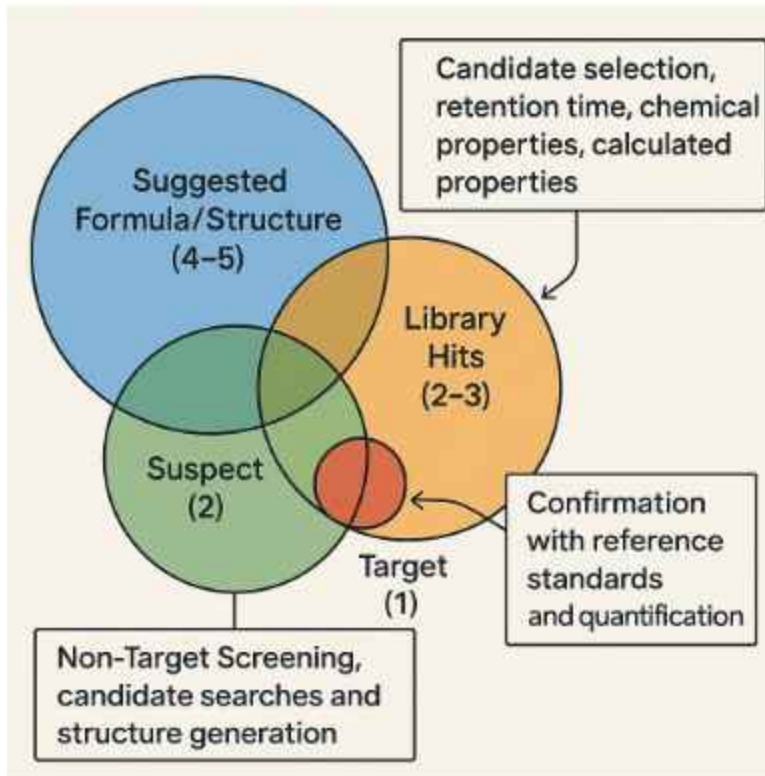 Candidate selection,
retention time, chemical
properties, calculated
properties
Suggested
Formula/Structure
(4–5)
Library
Hits
(2–3)
Suspect
(2)
Target
(1)
Confirmation
with reference
standards
and quantification
Non-Target Screening,
candidate searches and
structure generation